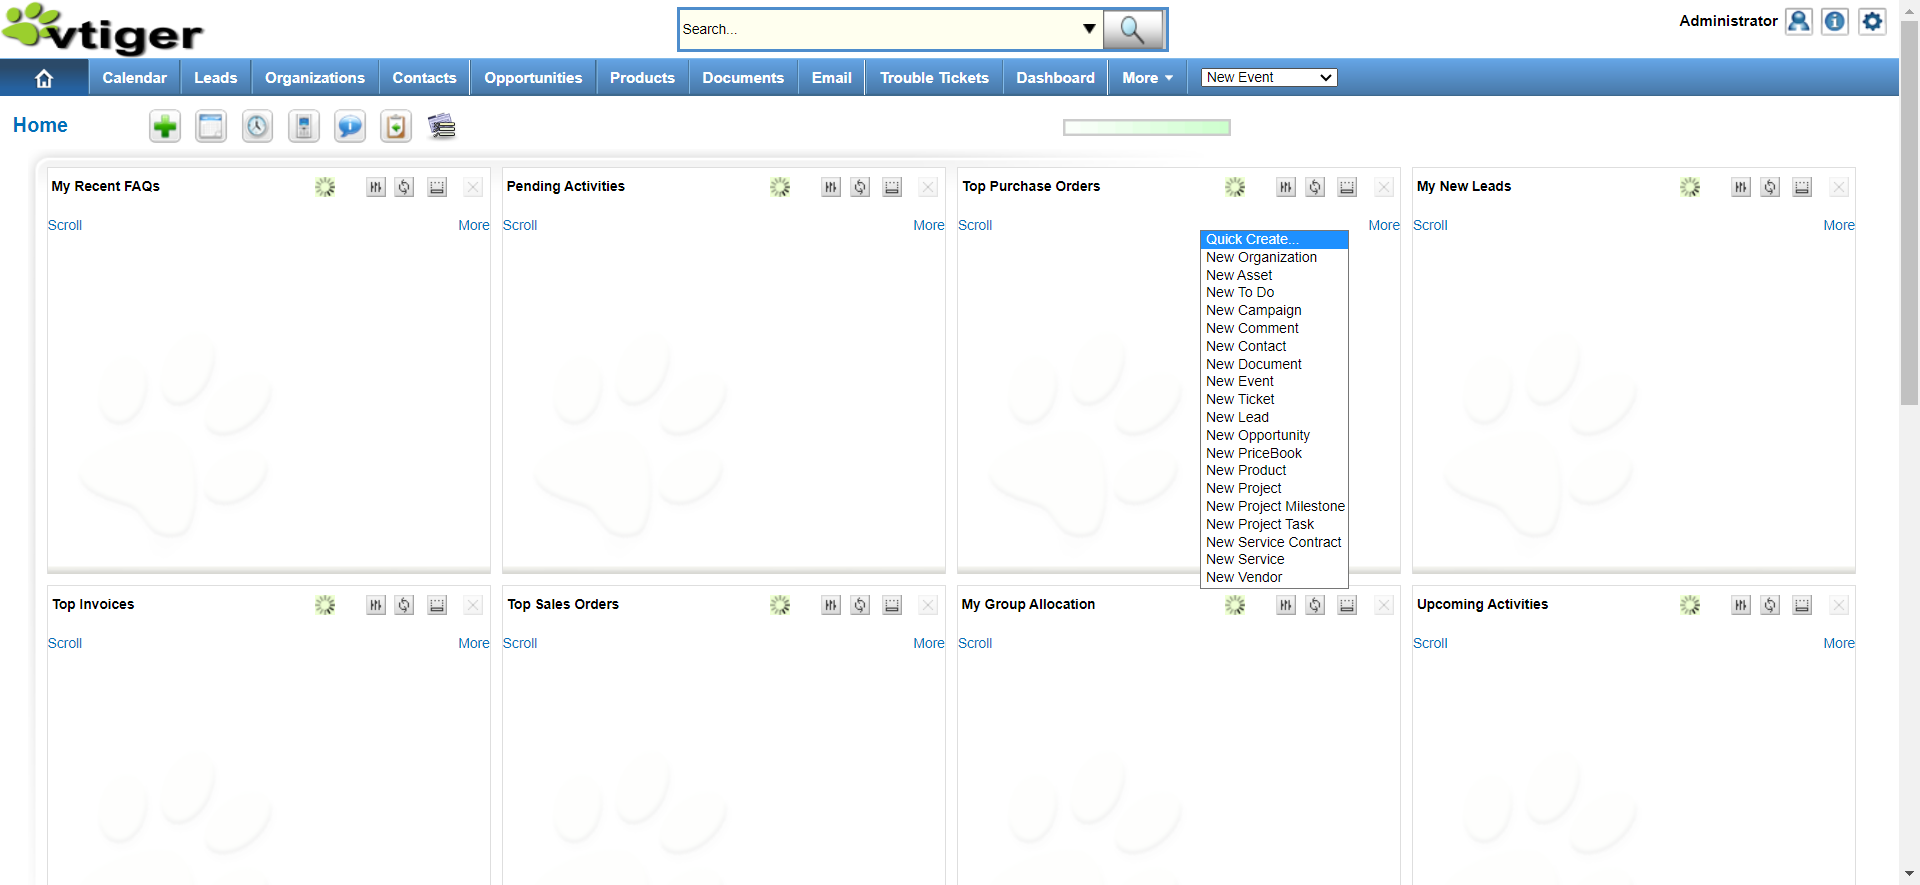 vtiger
Search...
Administrator
Calendar Leads Organizations Contacts Opportunities Products Documents Email Trouble Tickets Dashboard More New Event
Home
My Recent FAQs Pending Activities Top Purchase Orders My New Leads
Scroll More Scroll More Scroll More Scroll More
Quick Create...
New Organization
New Asset
New To Do
New Campaign
New Comment
New Contact
New Document
New Event
New Ticket
New Lead
New Opportunity
New PriceBook
New Product
New Project
New Project Milestone
New Project Task
New Service Contract
New Service
New Vendor
Top Invoices Top Sales Orders My Group Allocation Upcoming Activities
Scroll More Scroll More Scroll Scroll More